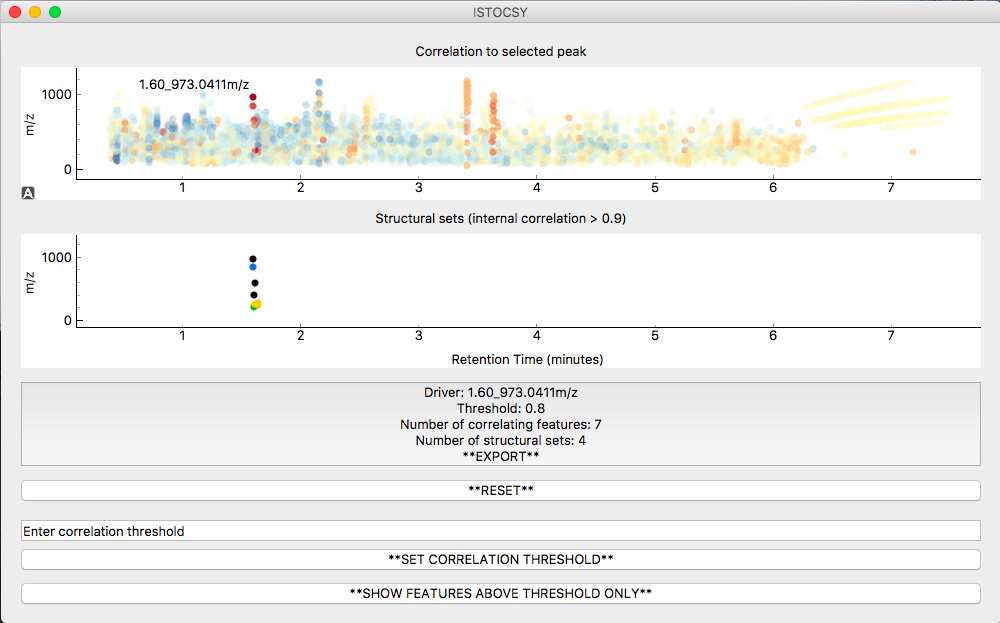 ISTOCSY
Correlation to selected peak
1.60_973.0411m/z
1000
m/z
0
1 2 3 4 5 6 7
A
Structural sets (internal correlation > 0.9)
1000
m/z
0
1 2 3 4 5 6 7
Retention Time (minutes)
Driver: 1.60_973.0411m/z
Threshold: 0.8
Number of correlating features: 7
Number of structural sets: 4
**EXPORT**
**RESET**
Enter correlation threshold
**SET CORRELATION THRESHOLD**
**SHOW FEATURES ABOVE THRESHOLD ONLY**